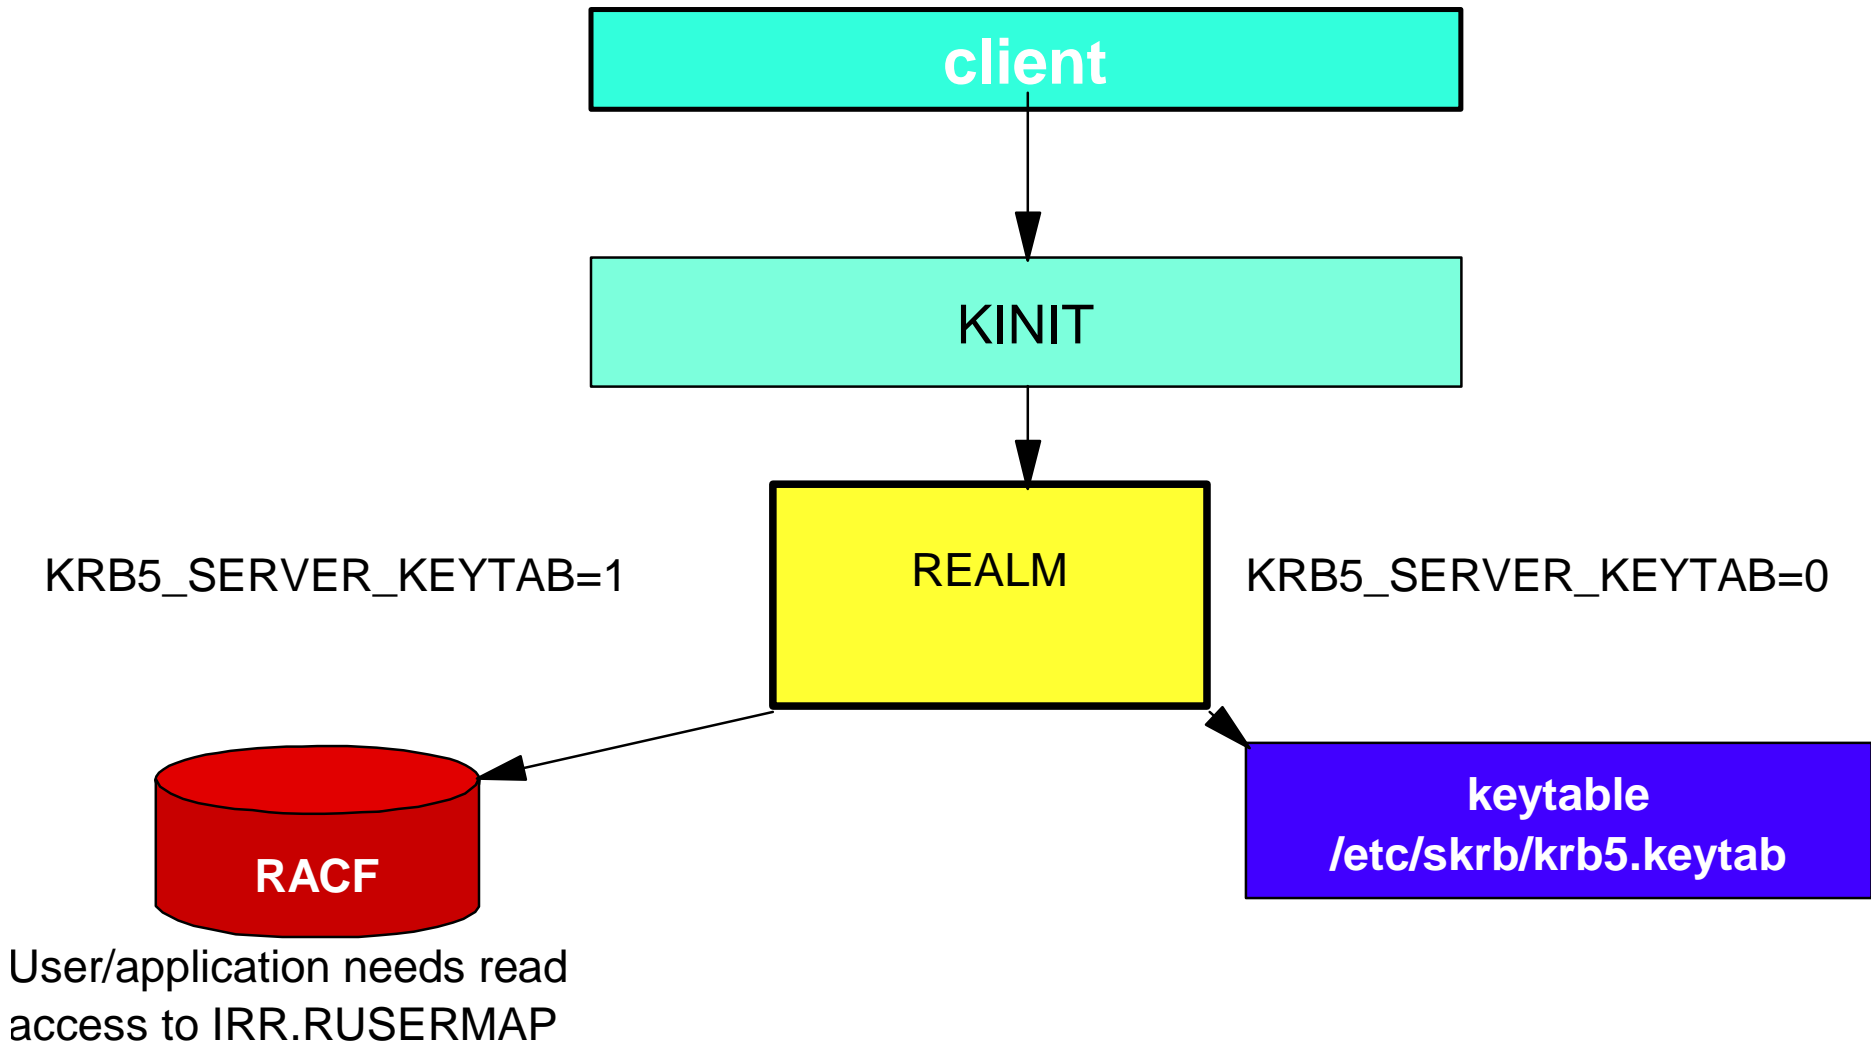 client
KINIT
REALM
KRB5_SERVER_KEYTAB=1
KRB5_SERVER_KEYTAB=0
keytable
/etc/skrb/krb5.keytab
RACF
User/application needs read
access to IRR.RUSERMAP